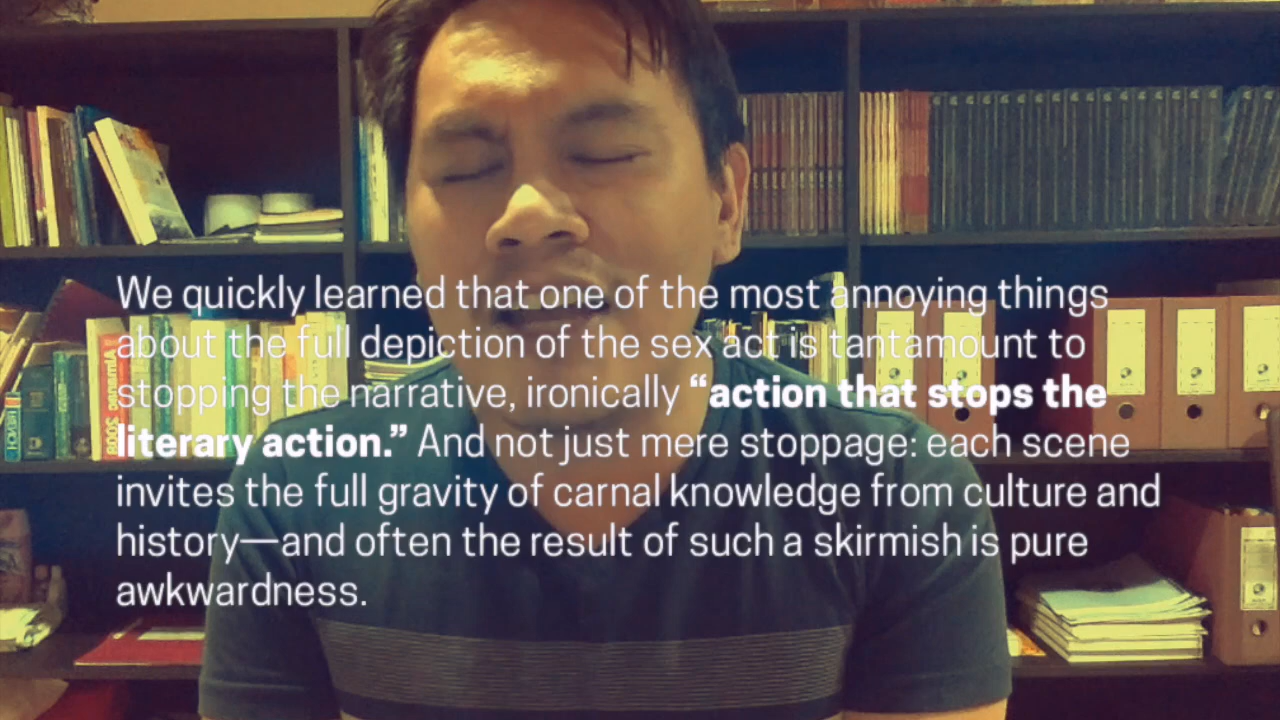 We quickly learned that one of the most annoying things
about the full depiction of the sex act is tantamount to
stopping the narrative, ironically “action that stops the
literary action.” And not just mere stoppage: each scene
invites the full gravity of carnal knowledge from culture and
history—and often the result of such a skirmish is pure
awkwardness.